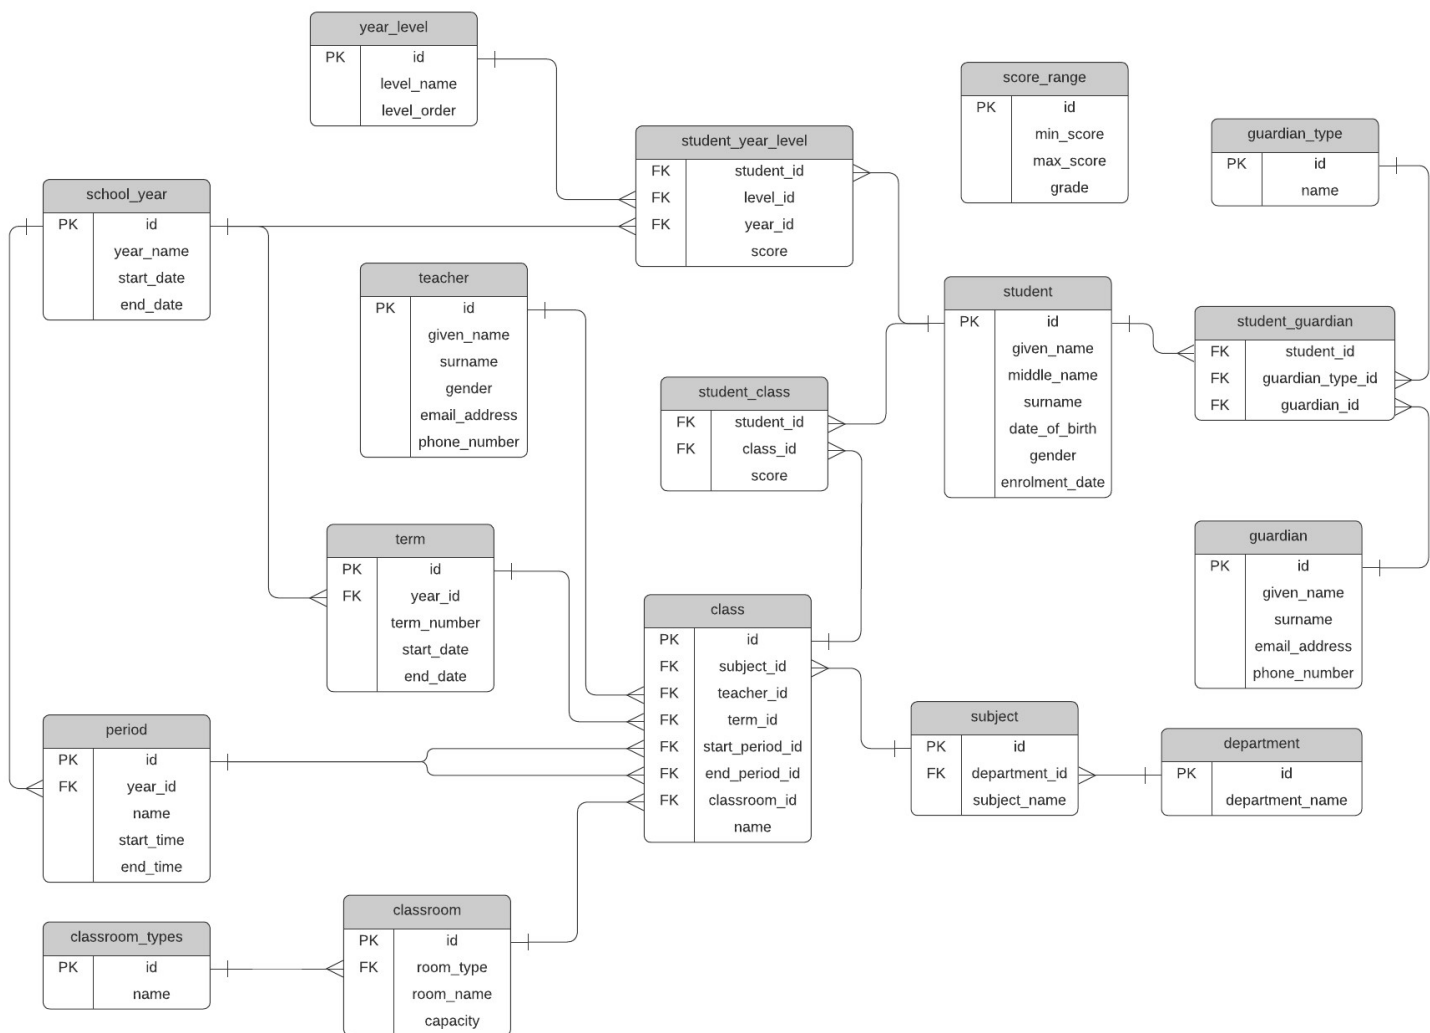 year_level
PK id
level_name
level_order
score_range
PK id
min_score
max_score
grade
guardian_type
PK id
name
student_year_level
FK student_id
FK level_id
FK year_id
score
school_year
PK id
year_name
start_date
end_date
teacher
PK id
given_name
surname
gender
email_address
phone_number
student
PK id
given_name
middle_name
surname
date_of_birth
gender
enrolment_date
student_guardian
FK student_id
FK guardian_type_id
FK guardian_id
student_class
FK student_id
FK class_id
score
term
PK id
FK year_id
term_number
start_date
end_date
guardian
PK id
given_name
surname
email_address
phone_number
class
PK id
FK subject_id
FK teacher_id
FK term_id
FK start_period_id
FK end_period_id
FK classroom_id
name
subject
PK id
FK department_id
subject_name
department
PK id
department_name
period
PK id
FK year_id
name
start_time
end_time
classroom
PK id
FK room_type
room_name
capacity
classroom_types
PK id
name